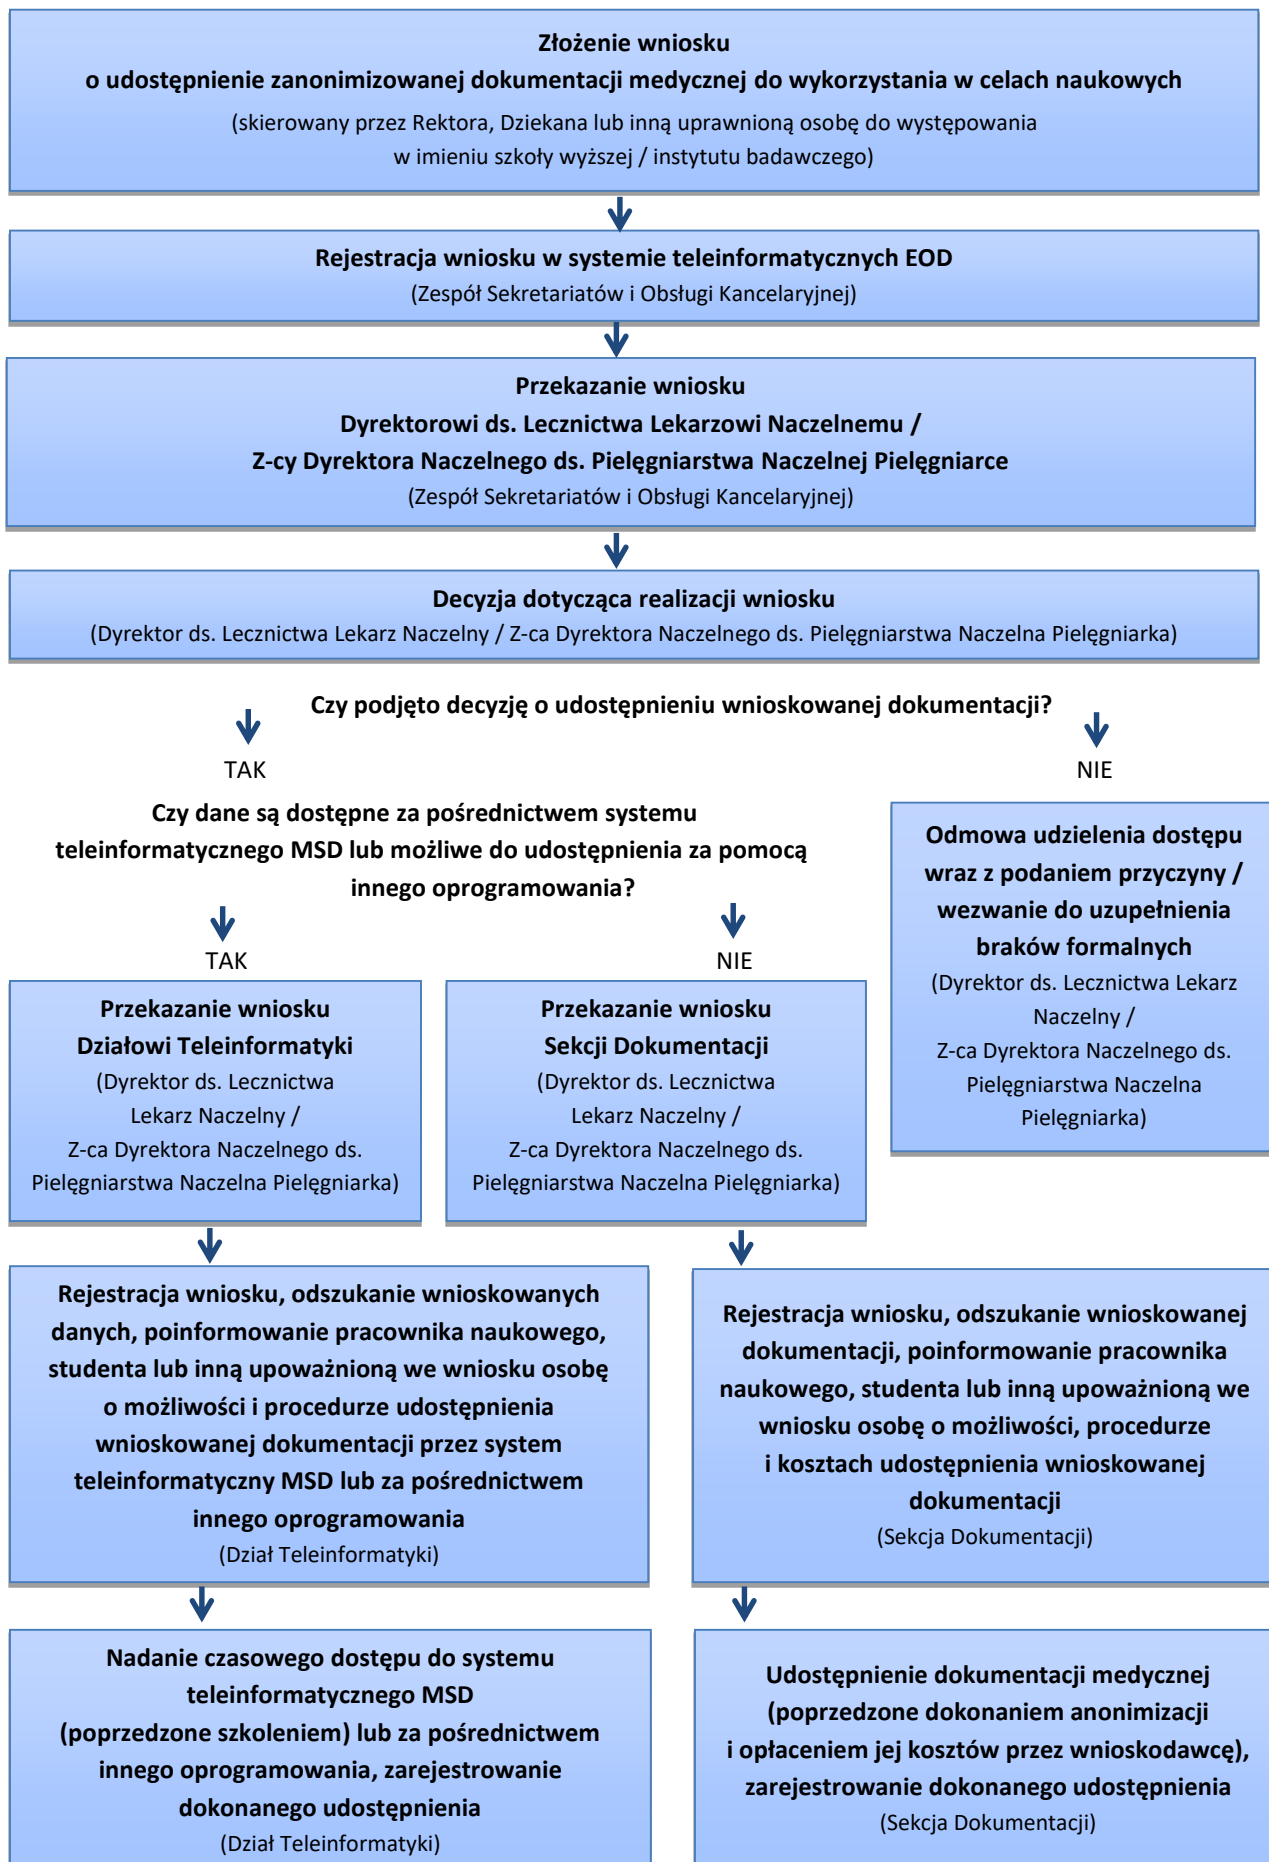 Złożenie wniosku
o udostępnienie zanonimizowanej dokumentacji medycznej do wykorzystania w celach naukowych
(skierowany przez Rektora, Dziekana lub inną uprawnioną osobę do występowania
w imieniu szkoły wyższej / instytutu badawczego)
Rejestracja wniosku w systemie teleinformatycznych EOD
(Zespół Sekretariatów i Obsługi Kancelaryjnej)
Przekazanie wniosku
Dyrektorowi ds. Lecznictwa Lekarzowi Naczelnemu /
Z-cy Dyrektora Naczelnego ds. Pielęgniarstwa Naczelnej Pielęgniarce
(Zespół Sekretariatów i Obsługi Kancelaryjnej)
Decyzja dotycząca realizacji wniosku
(Dyrektor ds. Lecznictwa Lekarz Naczelny / Z-ca Dyrektora Naczelnego ds. Pielęgniarstwa Naczelna Pielęgniarka)
Czy podjęto decyzję o udostępnieniu wnioskowanej dokumentacji?
TAK
NIE
Czy dane są dostępne za pośrednictwem systemu
teleinformatycznego MSD lub możliwe do udostępnienia za pomocą
innego oprogramowania?
TAK
NIE
Odmowa udzielenia dostępu
wraz z podaniem przyczyny /
wezwanie do uzupełnienia
braków formalnych
(Dyrektor ds. Lecznictwa Lekarz
Naczelny /
Z-ca Dyrektora Naczelnego ds.
Pielęgniarstwa Naczelna
Pielęgniarka)
Przekazanie wniosku
Działowi Teleinformatyki
(Dyrektor ds. Lecznictwa
Lekarz Naczelny /
Z-ca Dyrektora Naczelnego ds.
Pielęgniarstwa Naczelna Pielęgniarka)
Przekazanie wniosku
Sekcji Dokumentacji
(Dyrektor ds. Lecznictwa
Lekarz Naczelny /
Z-ca Dyrektora Naczelnego ds.
Pielęgniarstwa Naczelna Pielęgniarka)
Rejestracja wniosku, odszukanie wnioskowanych
danych, poinformowanie pracownika naukowego,
studenta lub inną upoważnioną we wniosku osobę
o możliwości i procedurze udostępnienia
wnioskowanej dokumentacji przez system
teleinformatyczny MSD lub za pośrednictwem
innego oprogramowania
(Dział Teleinformatyki)
Rejestracja wniosku, odszukanie wnioskowanej
dokumentacji, poinformowanie pracownika
naukowego, studenta lub inną upoważnioną we
wniosku osobę o możliwości, procedurze
i kosztach udostępnienia wnioskowanej
dokumentacji
(Sekcja Dokumentacji)
Nadanie czasowego dostępu do systemu
teleinformatycznego MSD
(poprzedzone szkoleniem) lub za pośrednictwem
innego oprogramowania, zarejestrowanie
dokonanego udostępnienia
(Dział Teleinformatyki)
Udostępnienie dokumentacji medycznej
(poprzedzone dokonaniem anonimizacji
i opłaceniem jej kosztów przez wnioskodawcę),
zarejestrowanie dokonanego udostępnienia
(Sekcja Dokumentacji)